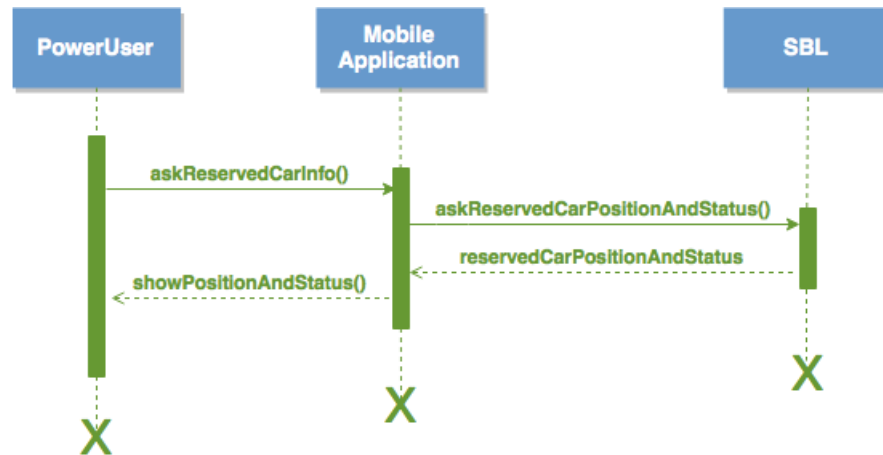 PowerUser
Mobile
Application
SBL
askReservedCarInfo()
askReservedCarPositionAndStatus()
reservedCarPositionAndStatus
showPositionAndStatus()
X
X
X